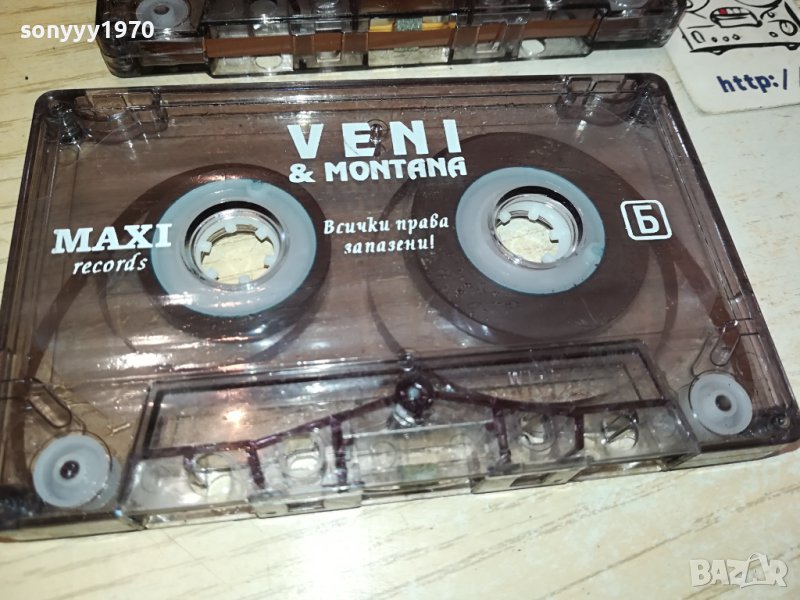 sonyyy1970
http:/
VENI
& MONTANA
MAXI
records
Всички права
запазени!
Б
BAZAR